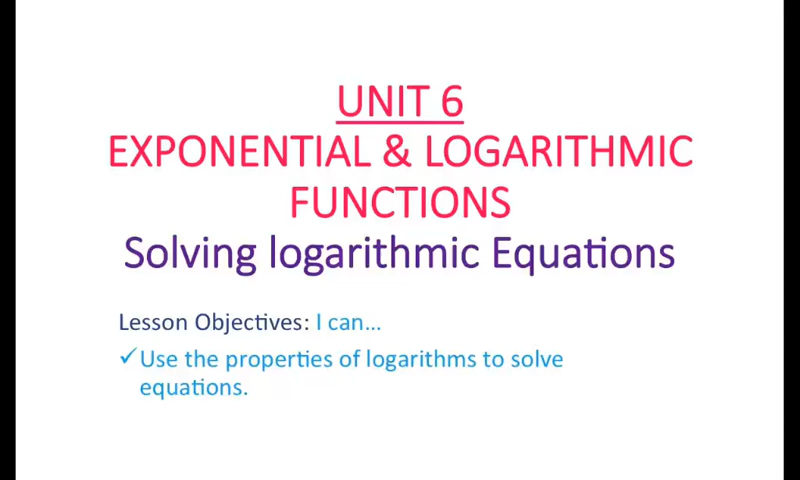 UNIT 6
EXPONENTIAL & LOGARITHMIC
FUNCTIONS
Solving logarithmic Equations
Lesson Objectives: I can…
✓Use the properties of logarithms to solve
equations.